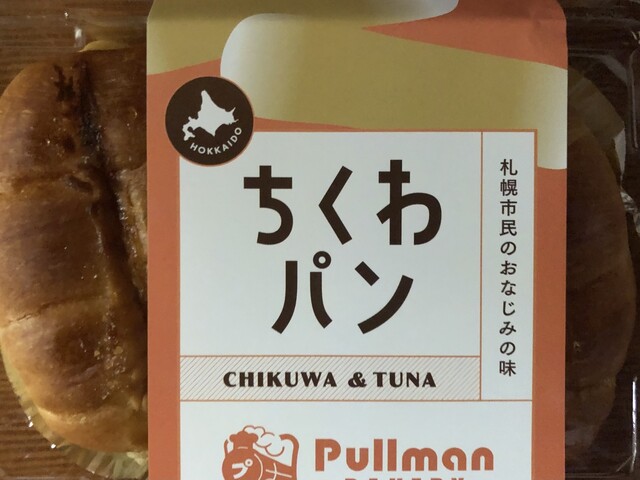 HOKKAIDO
ちくわ
パン
札幌市民のおなじみの味
CHIKUWA & TUNA
Pullman
BAKERY